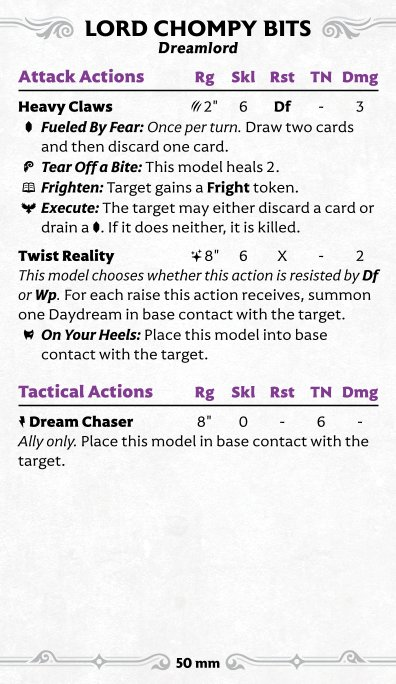 LORD CHOMPY BITS
Dreamlord
Attack Actions Rg Skl Rst TN Dmg
Heavy Claws 2" 6 Df - 3
Fueled By Fear: Once per turn. Draw two cards
and then discard one card.
Tear Off a Bite: This model heals 2.
Frighten: Target gains a Fright token.
Execute: The target may either discard a card or
drain a . If it does neither, it is killed.
Twist Reality 8" 6 X - 2
This model chooses whether this action is resisted by Df
or Wp. For each raise this action receives, summon
one Daydream in base contact with the target.
On Your Heels: Place this model into base
contact with the target.
Tactical Actions Rg Skl Rst TN Dmg
Dream Chaser 8" 0 - 6 -
Ally only. Place this model in base contact with the
target.
50 mm